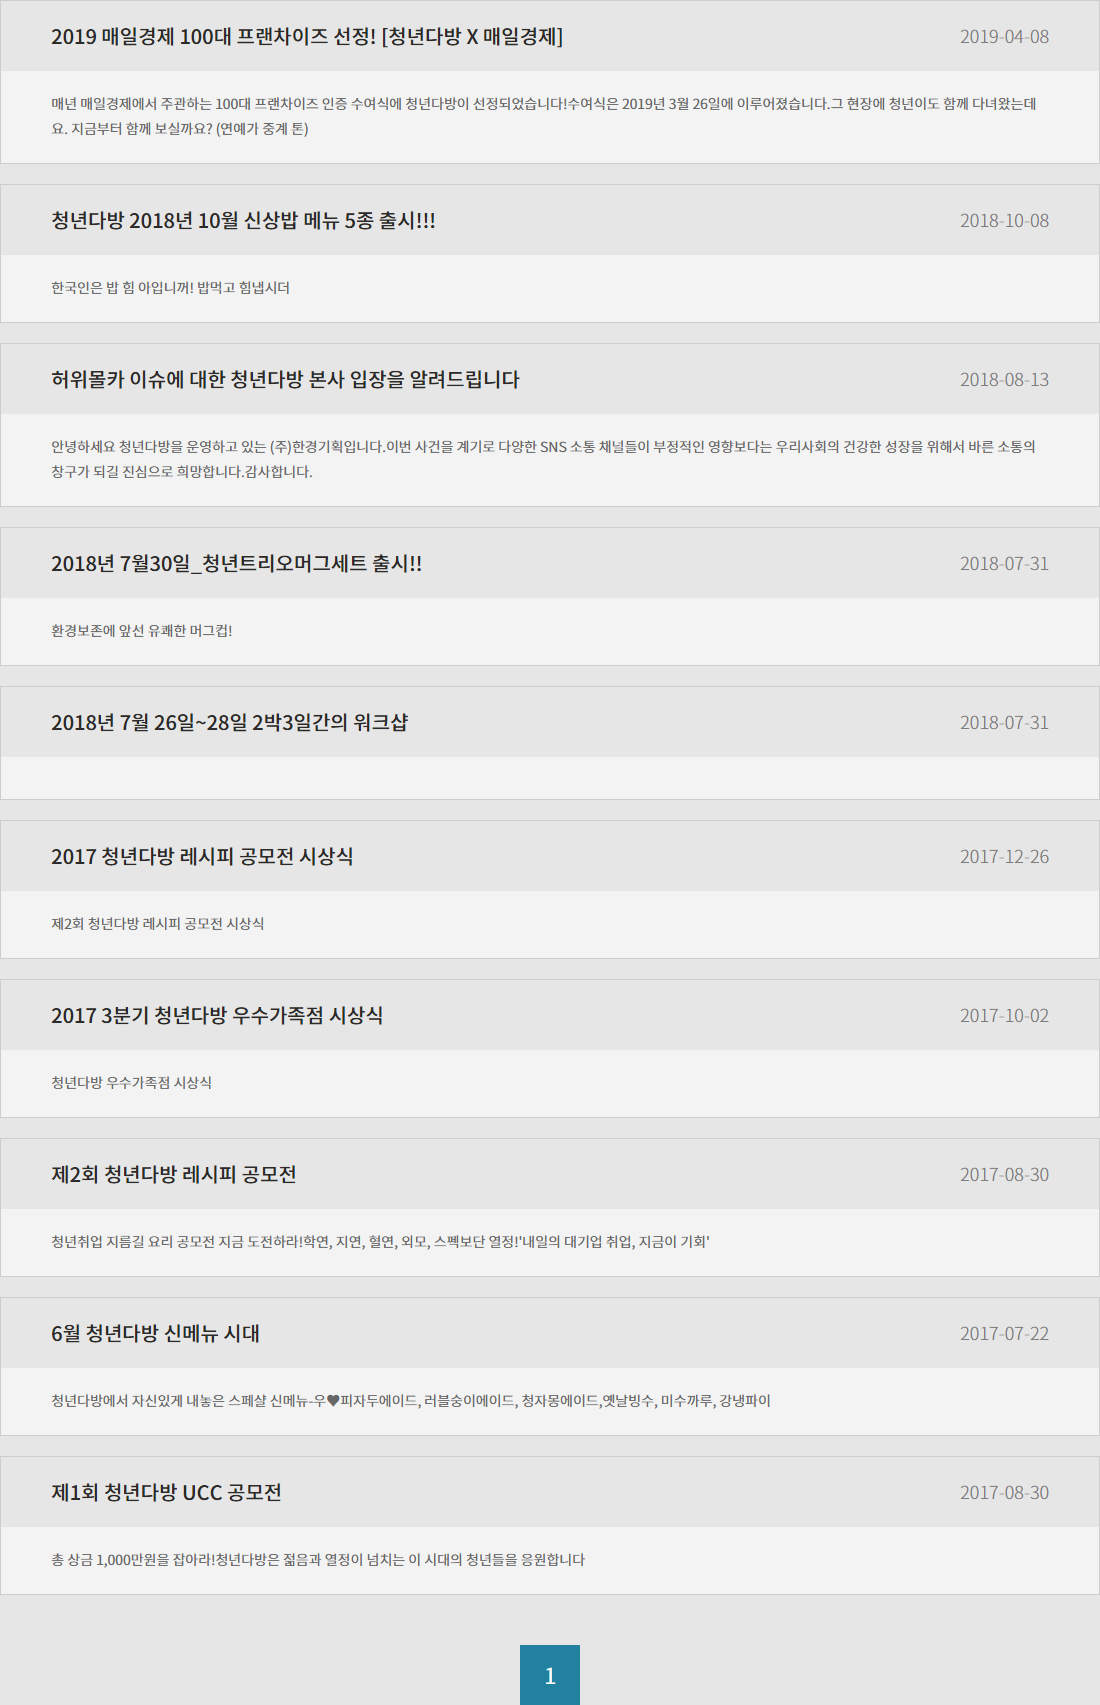 2019 매일경제 100대 프랜차이즈 선정! [청년다방 X 매일경제]
2019-04-08
매년 매일경제에서 주관하는 100대 프랜차이즈 인증 수여식에 청년다방이 선정되었습니다!수여식은 2019년 3월 26일에 이루어졌습니다.그 현장에 청년이도 함께 다녀왔는데
요. 지금부터 함께 보실까요? (연예가 중계 톤)
청년다방 2018년 10월 신상밥 메뉴 5종 출시!!!
2018-10-08
한국인은 밥 힘 아입니꺼! 밥먹고 힘냅시더
허위몰카 이슈에 대한 청년다방 본사 입장을 알려드립니다
2018-08-13
안녕하세요 청년다방을 운영하고 있는 (주)한경기획입니다.이번 사건을 계기로 다양한 SNS 소통 채널들이 부정적인 영향보다는 우리사회의 건강한 성장을 위해서 바른 소통의
창구가 되길 진심으로 희망합니다.감사합니다.
2018년 7월30일_청년트리오머그세트 출시!!
2018-07-31
환경보존에 앞선 유쾌한 머그컵!
2018년 7월 26일~28일 2박3일간의 워크샵
2018-07-31
2017 청년다방 레시피 공모전 시상식
2017-12-26
제2회 청년다방 레시피 공모전 시상식
2017 3분기 청년다방 우수가족점 시상식
2017-10-02
청년다방 우수가족점 시상식
제2회 청년다방 레시피 공모전
2017-08-30
청년취업 지름길 요리 공모전 지금 도전하라!학연, 지연, 혈연, 외모, 스펙보단 열정!'내일의 대기업 취업, 지금이 기회'
6월 청년다방 신메뉴 시대
2017-07-22
청년다방에서 자신있게 내놓은 스페샬 신메뉴-우♥피자두에이드, 러블숭이에이드, 청자몽에이드,옛날빙수, 미수까루, 강냉파이
제1회 청년다방 UCC 공모전
2017-08-30
총 상금 1,000만원을 잡아라!청년다방은 젊음과 열정이 넘치는 이 시대의 청년들을 응원합니다
1